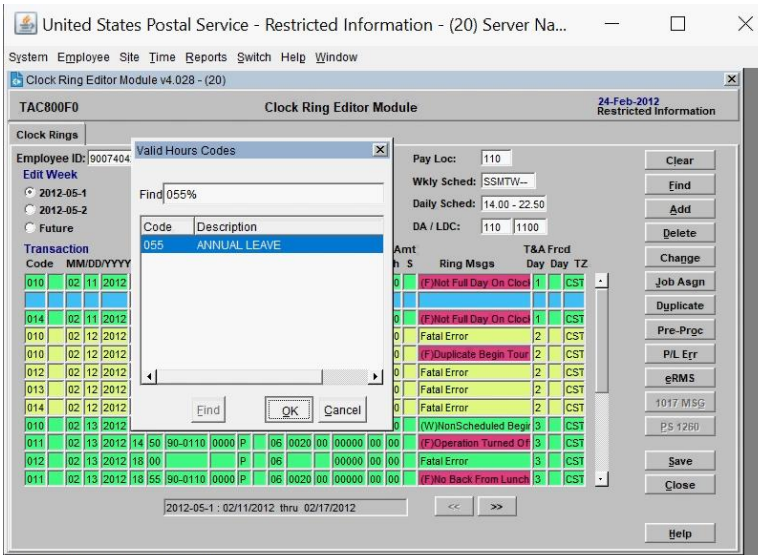 United States Postal Service - Restricted Information - (20) Server Na...
System Employee Site Time Reports Switch Help Window
Clock Ring Editor Module v4.028 - (20)
TAC800F0 Clock Ring Editor Module 24-Feb-2012
Restricted Information
Clock Rings
Employee ID: 9007404 Pay Loc: 110 Clear
Edit Week
2012-05-1 Wkly Sched: SSMTW-- Find
2012-05-2 Daily Sched: 14.00 - 22.50 Add
Future DA / LDC: 110 1100 Delete
Valid Hours Codes
Find 055%
Code Description
055 ANNUAL LEAVE
Find OK Cancel
Transaction Amt T&A Frcd Change
Code MM/DD/YYYY h S Ring Msgs Day Day TZ
010 02 11 2012 0 (F)Not Full Day On Clock 1 CST Job Asgn
Duplicate
014 02 11 2012 0 (F)Not Full Day On Clock 1 CST
010 02 12 2012 0 Fatal Error 2 CST Pre-Proc
010 02 12 2012 0 (F)Duplicate Begin Tour 2 CST P/L Err
012 02 12 2012 0 Fatal Error 2 CST eRMS
013 02 12 2012 0 Fatal Error 2 CST
014 02 12 2012 0 Fatal Error 2 CST 1017 MSG
010 02 13 2012 0 (W)NonScheduled Begin 3 CST PS 1260
011 02 13 2012 14 50 90-0110 0000 P 06 0020 00 00000 00 00 (F)Operation Turned Of 3 CST
012 02 13 2012 18 00 P 06 00000 00 00 Fatal Error 3 CST Save
011 02 13 2012 18 55 90-0110 0000 P 06 0020 00 00000 00 00 (F)No Back From Lunch 3 CST Close
2012-05-1 : 02/11/2012 thru 02/17/2012 << >>
Help